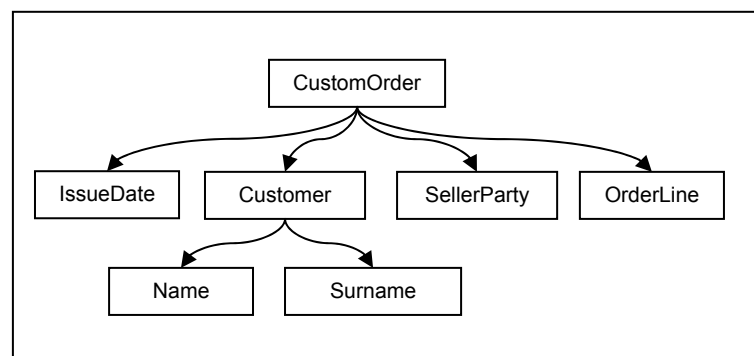 CustomOrder
IssueDate
Customer
SellerParty
OrderLine
Name
Surname